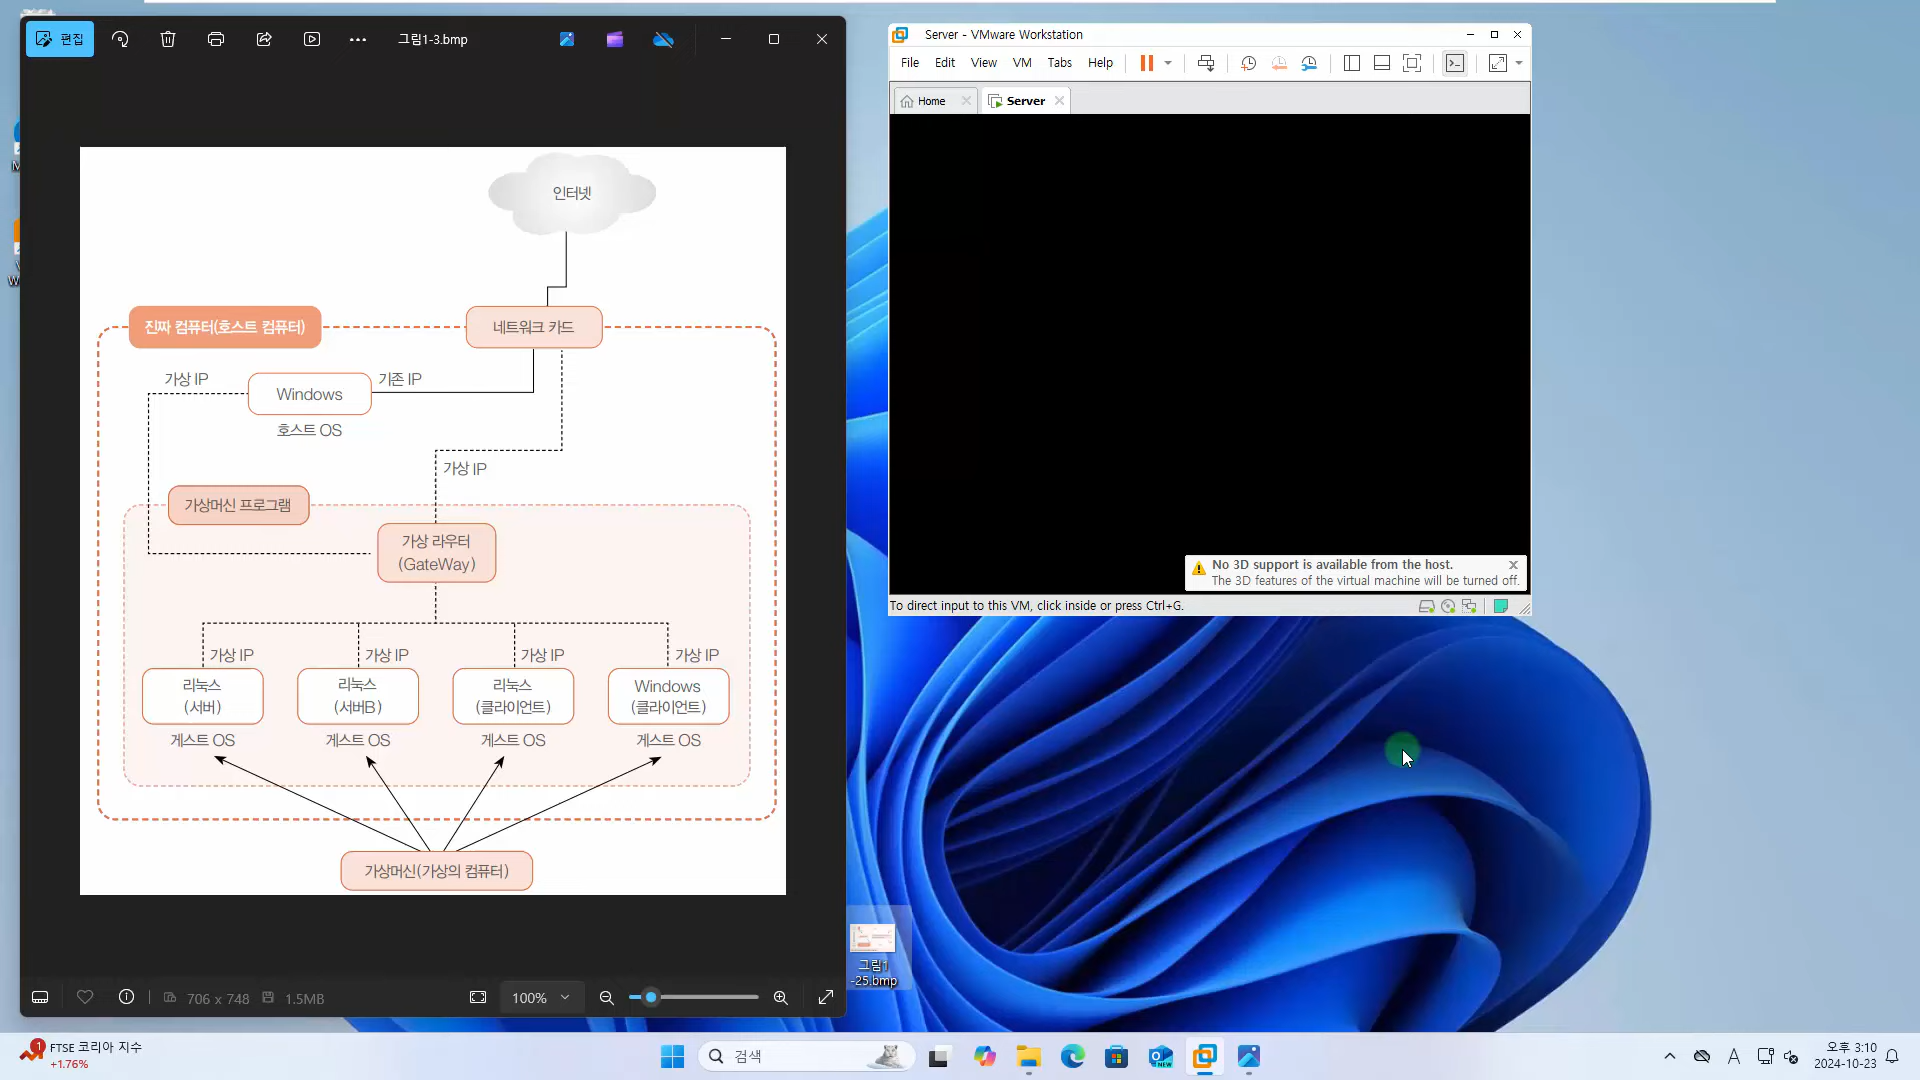 편집
그림1-3.bmp
인터넷
진짜 컴퓨터(호스트 컴퓨터)
네트워크 카드
가상 IP
Windows
기존 IP
호스트 OS
가상 IP
가상머신 프로그램
가상 라우터
(GateWay)
가상 IP
가상 IP
가상 IP
가상 IP
리눅스
(서버)
리눅스
(서버B)
리눅스
(클라이언트)
Windows
(클라이언트)
게스트 OS
게스트 OS
게스트 OS
게스트 OS
가상머신(가상의 컴퓨터)
706 x 748
1.5MB
100%
Server - VMware Workstation
File Edit View VM Tabs Help
Home
Server
No 3D support is available from the host.
The 3D features of the virtual machine will be turned off.
To direct input to this VM, click inside or press Ctrl+G.
그림1
-25.bmp
1
FTSE 코리아 지수
+1.76%
검색
NEW
A
오후 3:10
2024-10-23